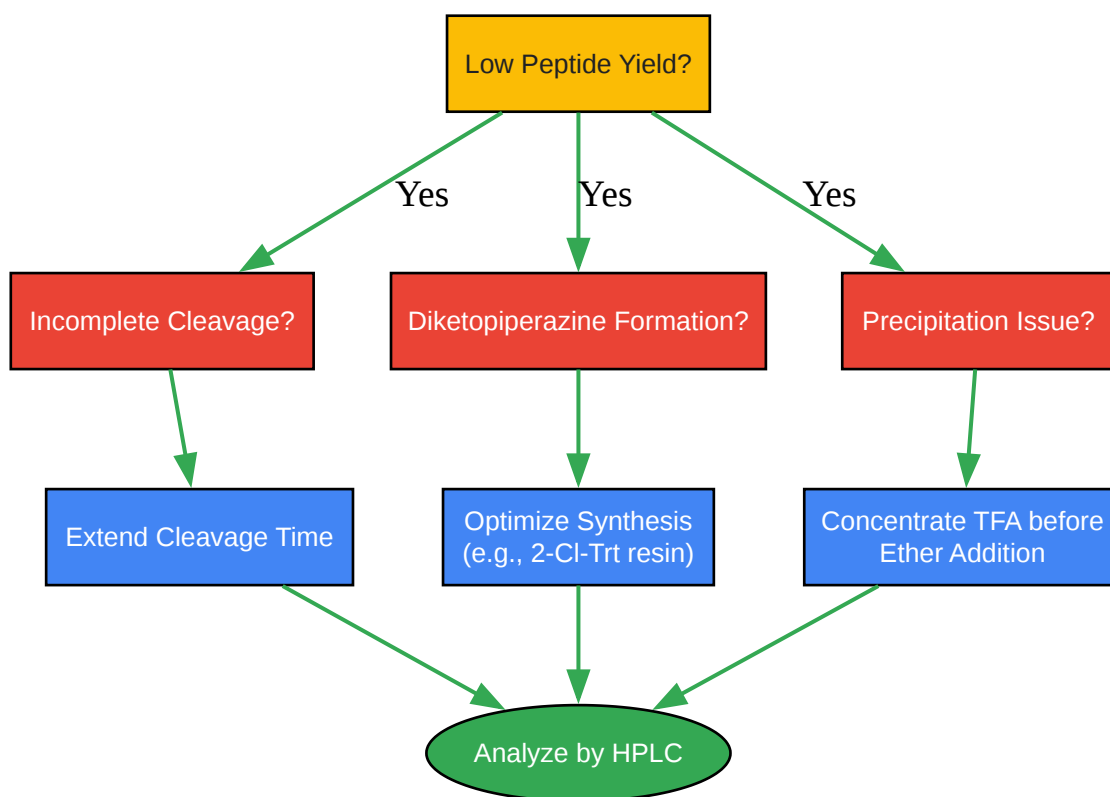 Low Peptide Yield?
Yes
Yes
Yes
Incomplete Cleavage?
Diketopiperazine Formation?
Precipitation Issue?
Extend Cleavage Time
Optimize Synthesis
(e.g., 2-Cl-Trt resin)
Concentrate TFA before
Ether Addition
Analyze by HPLC